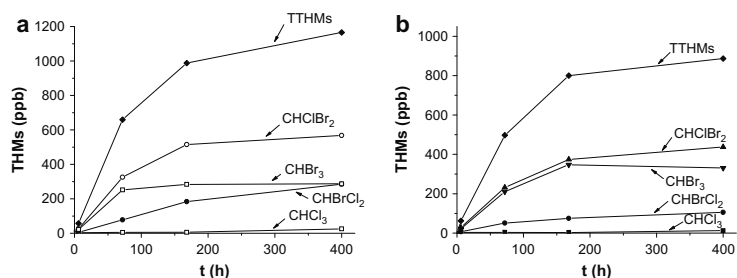 a
THMs (ppb)
1200
1000
800
600
400
200
0
TTHMs
CHClBr₂
CHBr₃
CHBrCl₂
CHCl₃
0 100 200 300 400
t (h)
b
THMs (ppb)
1000
800
600
400
200
0
TTHMs
CHClBr₂
CHBr₃
CHBrCl₂
CHCl₃
0 100 200 300 400
t (h)